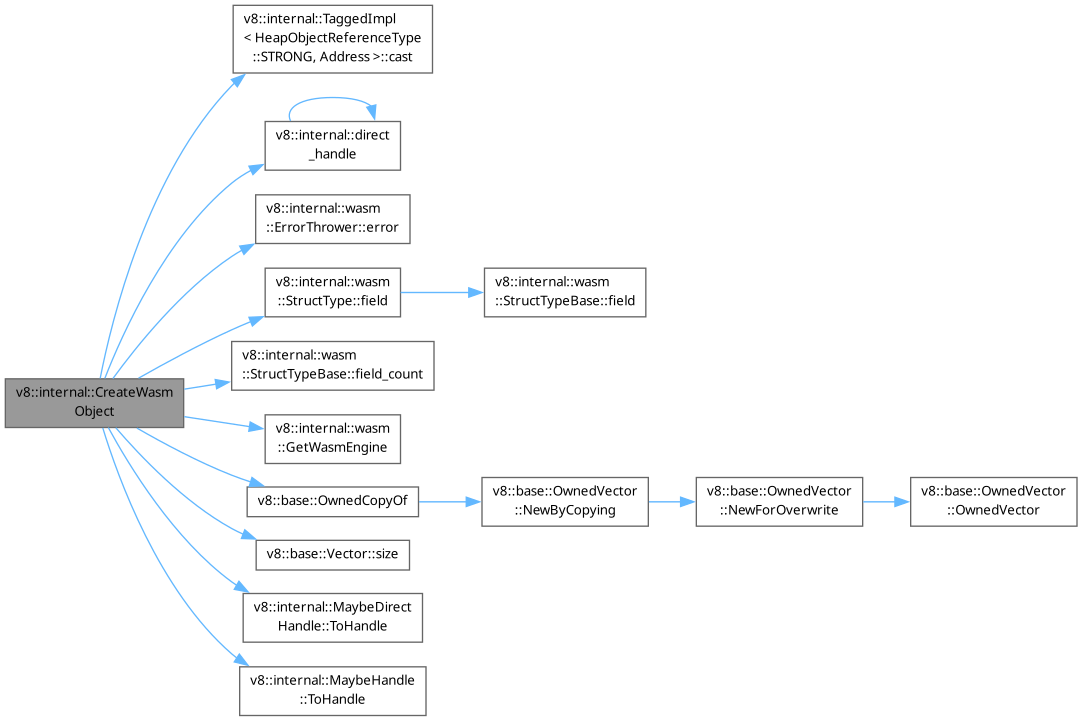 v8::internal::TaggedImpl
< HeapObjectReferenceType
::STRONG, Address >::cast
v8::internal::direct
_handle
v8::internal::wasm
::ErrorThrower::error
v8::internal::wasm
::StructType::field
v8::internal::wasm
::StructTypeBase::field
v8::internal::wasm
::StructTypeBase::field_count
v8::internal::CreateWasm
Object
v8::internal::wasm
::GetWasmEngine
v8::base::OwnedCopyOf
v8::base::OwnedVector
::NewByCopying
v8::base::OwnedVector
::NewForOverwrite
v8::base::OwnedVector
::OwnedVector
v8::base::Vector::size
v8::internal::MaybeDirect
Handle::ToHandle
v8::internal::MaybeHandle
::ToHandle